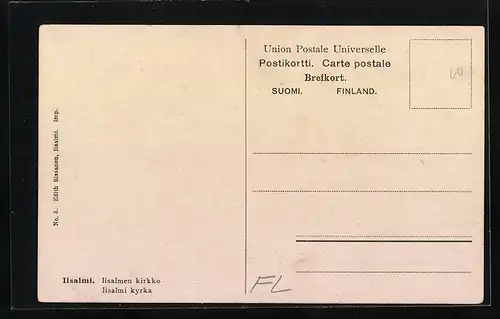 Union Postale Universelle
Postikortti. Carte postale
Brefkort.
SUOMI. FINLAND.
No. 3. Edith Rissanen, Iisalmi. Imp.
Iisalmi. Iisalmen kirkko
Iisalmi kyrka
FL